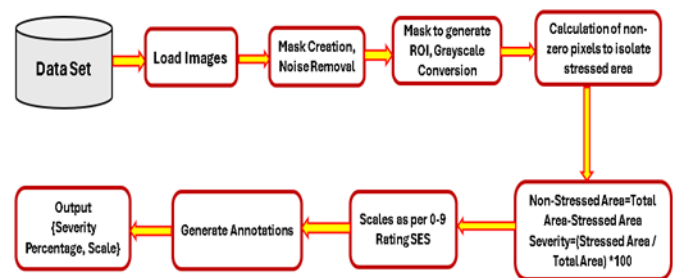 Data Set
Load Images
Mask Creation,
Noise Removal
Mask to generate
ROI, Grayscale
Conversion
Calculation of non-
zero pixels to isolate
stressed area
Non-Stressed Area=Total
Area-Stressed Area
Severity=(Stressed Area /
Total Area) *100
Scales as per 0-9
Rating SES
Generate Annotations
Output
{Severity
Percentage, Scale}